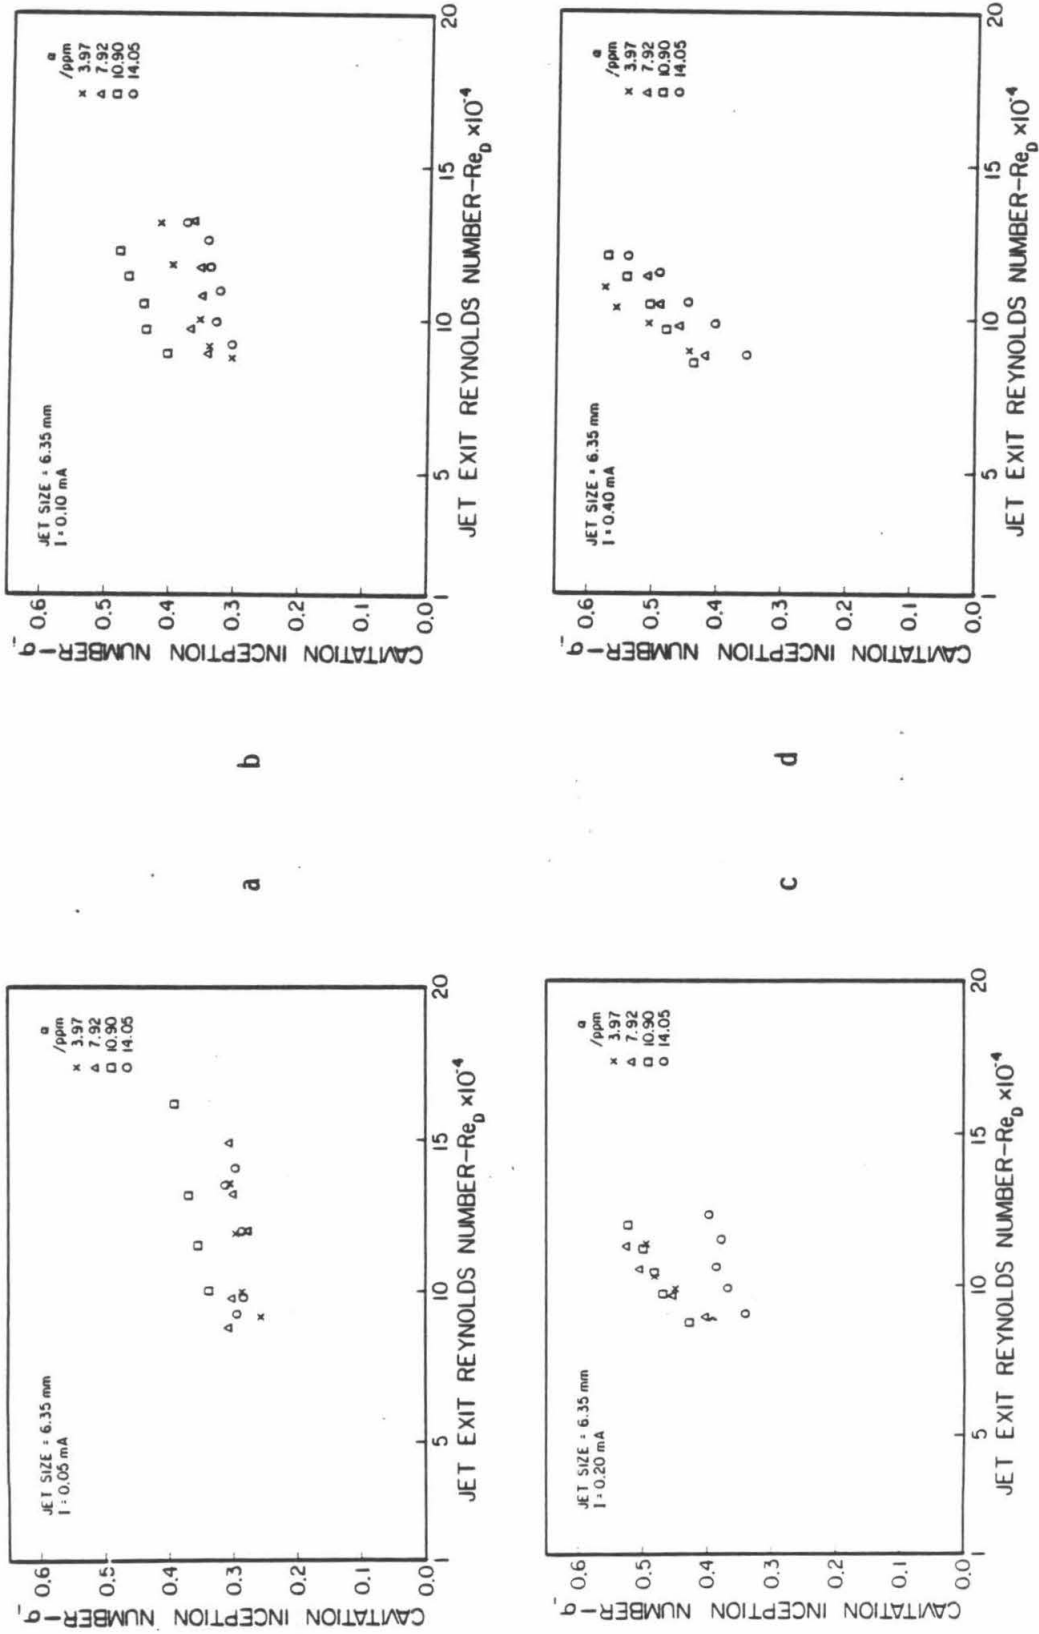 CAVITATION INCEPTION NUMBER-σi
0.6
0.5
0.4
0.3
0.2
0.1
0.0
JET SIZE = 6.35 mm
I = 0.05 mA
α
/ppm
× 3.97
△ 7.92
□ 10.90
○ 14.05
1
5
10
15
20
JET EXIT REYNOLDS NUMBER-Re_D ×10⁻⁴
a
CAVITATION INCEPTION NUMBER-σi
0.6
0.5
0.4
0.3
0.2
0.1
0.0
JET SIZE = 6.35 mm
I = 0.10 mA
α
/ppm
× 3.97
△ 7.92
□ 10.90
○ 14.05
1
5
10
15
20
JET EXIT REYNOLDS NUMBER-Re_D ×10⁻⁴
b
CAVITATION INCEPTION NUMBER-σi
0.6
0.5
0.4
0.3
0.2
0.1
0.0
JET SIZE = 6.35 mm
I = 0.20 mA
α
/ppm
× 3.97
△ 7.92
□ 10.90
○ 14.05
1
5
10
15
20
JET EXIT REYNOLDS NUMBER-Re_D ×10⁻⁴
c
CAVITATION INCEPTION NUMBER-σi
0.6
0.5
0.4
0.3
0.2
0.1
0.0
JET SIZE = 6.35 mm
I = 0.40 mA
α
/ppm
× 3.97
△ 7.92
□ 10.90
○ 14.05
1
5
10
15
20
JET EXIT REYNOLDS NUMBER-Re_D ×10⁻⁴
d